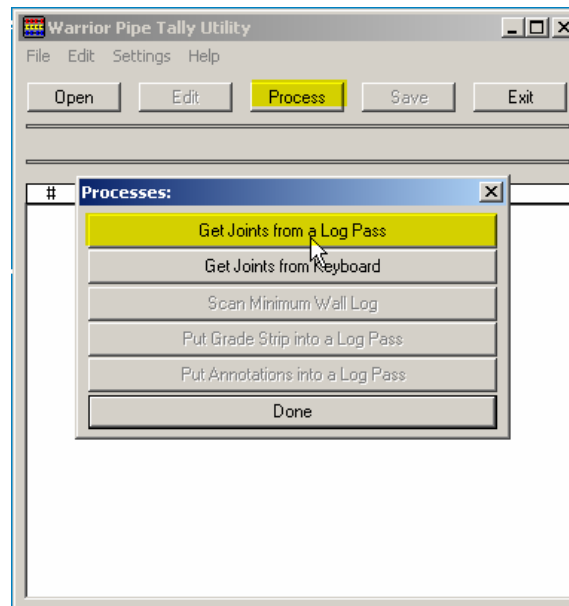 Warrior Pipe Tally Utility
File Edit Settings Help
Open Edit Process Save Exit
#
Processes:
Get Joints from a Log Pass
Get Joints from Keyboard
Scan Minimum Wall Log
Put Grade Strip into a Log Pass
Put Annotations into a Log Pass
Done